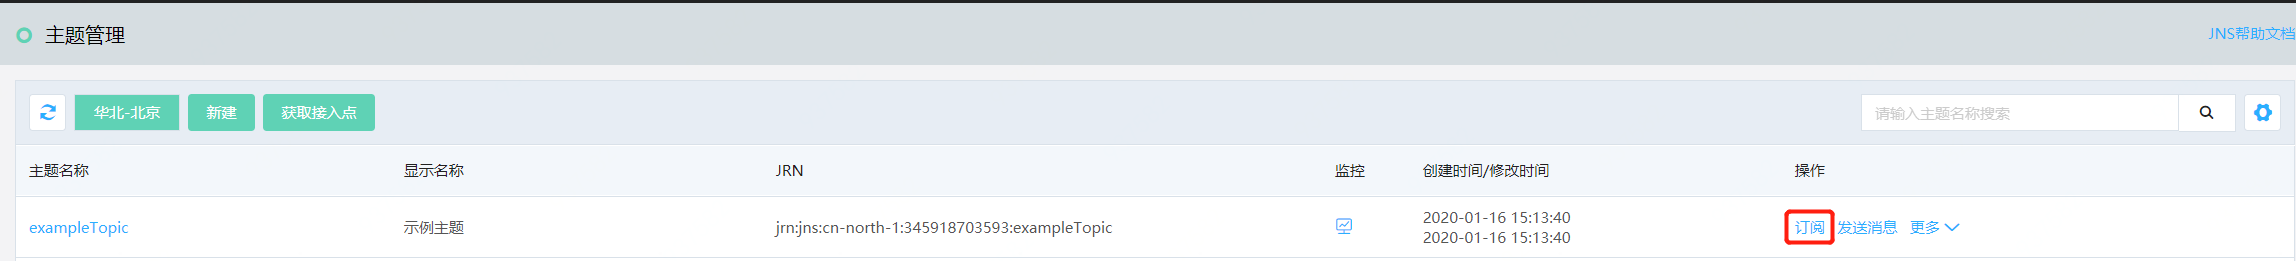 主题管理
JNS帮助文档
华北-北京 新建 获取接入点 请输入主题名称搜索
主题名称 显示名称 JRN 监控 创建时间/修改时间 操作
exampleTopic 示例主题 jrn:jns:cn-north-1:345918703593:exampleTopic 2020-01-16 15:13:40 订阅 发送消息 更多
2020-01-16 15:13:40